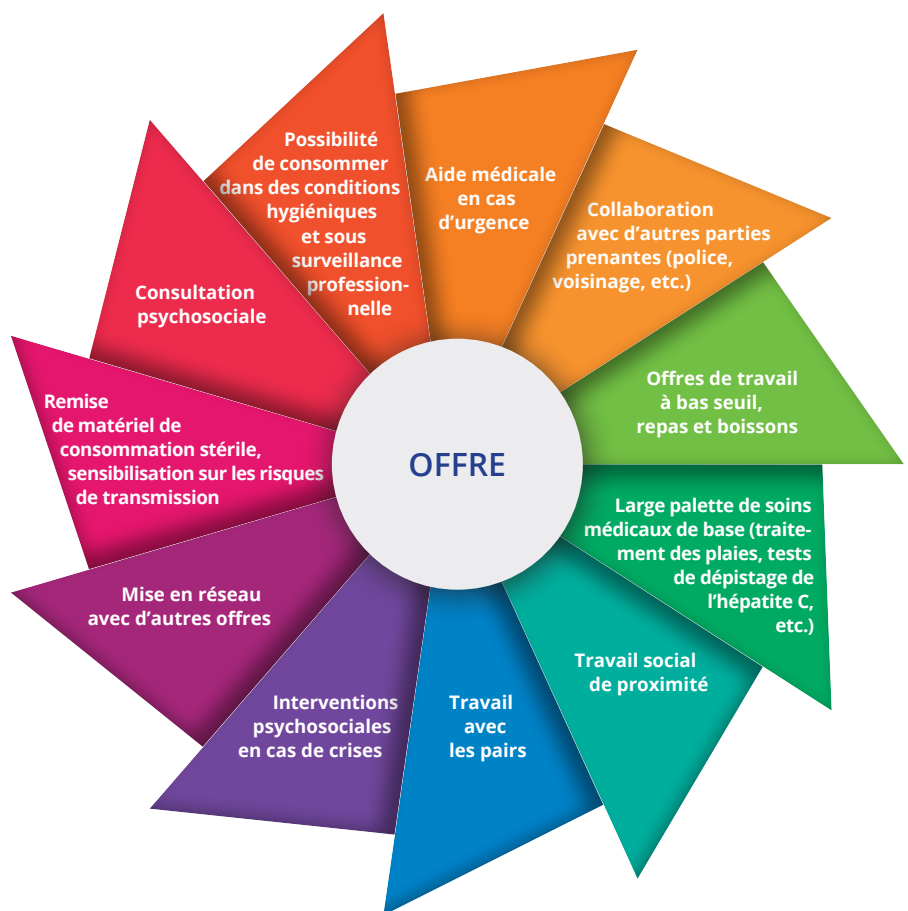 OFFRE
Possibilité
de consommer
dans des conditions
hygiéniques
et sous
surveillance
profession-
nelle
Aide médicale
en cas
d’urgence
Collaboration
avec d’autres parties
prenantes (police,
voisinage, etc.)
Offres de travail
à bas seuil,
repas et boissons
Large palette de soins
médicaux de base (traite-
ment des plaies, tests
de dépistage de
l’hépatite C,
etc.)
Travail social
de proximité
Travail
avec
les pairs
Interventions
psychosociales
en cas de crises
Mise en réseau
avec d’autres offres
Remise
de matériel de
consommation stérile,
sensibilisation sur les risques
de transmission
Consultation
psychosociale